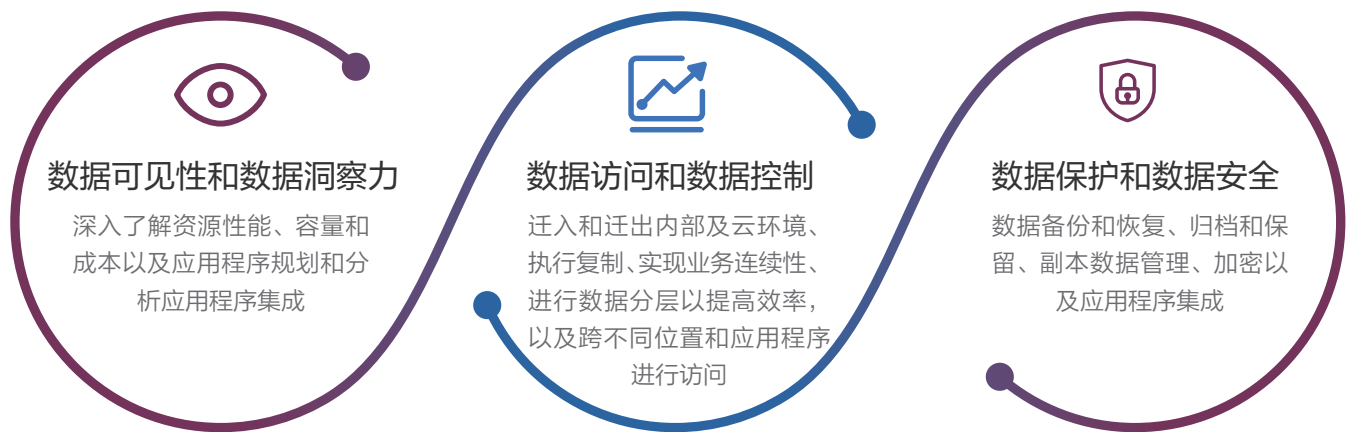 数据可见性和数据洞察力
深入了解资源性能、容量和
成本以及应用程序规划和分
析应用程序集成
数据访问和数据控制
迁入和迁出内部及云环境、
执行复制、实现业务连续性、
进行数据分层以提高效率，
以及跨不同位置和应用程序
进行访问
数据保护和数据安全
数据备份和恢复、归档和保
留、副本数据管理、加密以
及应用程序集成